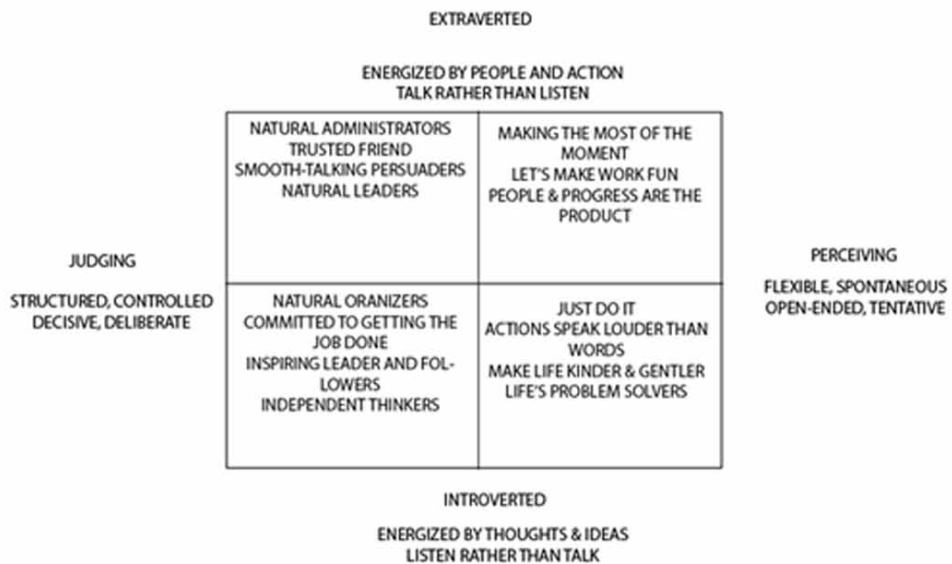 EXTRAVERTED
ENERGIZED BY PEOPLE AND ACTION
TALK RATHER THAN LISTEN
NATURAL ADMINISTRATORS
TRUSTED FRIEND
SMOOTH-TALKING PERSUADERS
NATURAL LEADERS
MAKING THE MOST OF THE
MOMENT
LET'S MAKE WORK FUN
PEOPLE & PROGRESS ARE THE
PRODUCT
JUDGING
STRUCTURED, CONTROLLED
DECISIVE, DELIBERATE
PERCEIVING
FLEXIBLE, SPONTANEOUS
OPEN-ENDED, TENTATIVE
NATURAL ORANIZERS
COMMITTED TO GETTING THE
JOB DONE
INSPIRING LEADER AND FOL-
LOWERS
INDEPENDENT THINKERS
JUST DO IT
ACTIONS SPEAK LOUDER THAN
WORDS
MAKE LIFE KINDER & GENTLER
LIFE'S PROBLEM SOLVERS
INTROVERTED
ENERGIZED BY THOUGHTS & IDEAS
LISTEN RATHER THAN TALK